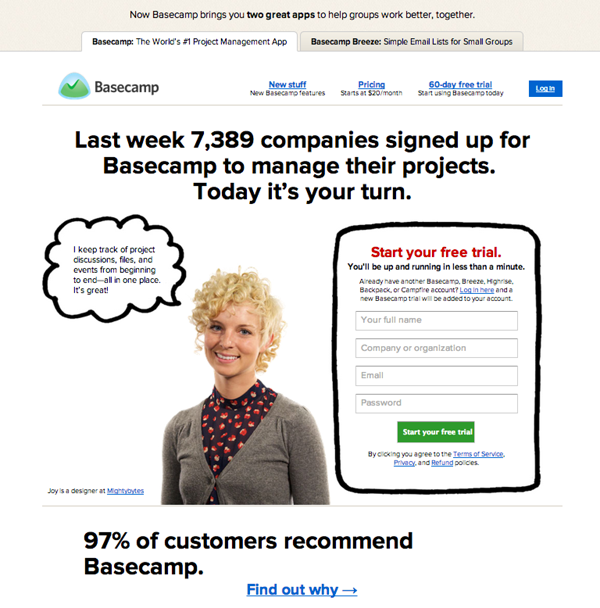 Now Basecamp brings you two great apps to help groups work better, together.
Basecamp: The World's #1 Project Management App
Basecamp Breeze: Simple Email Lists for Small Groups
Basecamp
New stuff
New Basecamp features
Pricing
Starts at $20/month
60-day free trial
Start using Basecamp today
Log in
Last week 7,389 companies signed up for
Basecamp to manage their projects.
Today it's your turn.
I keep track of project
discussions, files, and
events from beginning
to end—all in one place.
It's great!
Start your free trial.
You'll be up and running in less than a minute.
Already have another Basecamp, Breeze, Highrise,
Backpack, or Campfire account? Log in here and a
new Basecamp trial will be added to your account.
Your full name
Company or organization
Email
Password
Start your free trial
By clicking you agree to the Terms of Service,
Privacy, and Refund policies.
Joy is a designer at Mightybytes
97% of customers recommend
Basecamp.
Find out why →